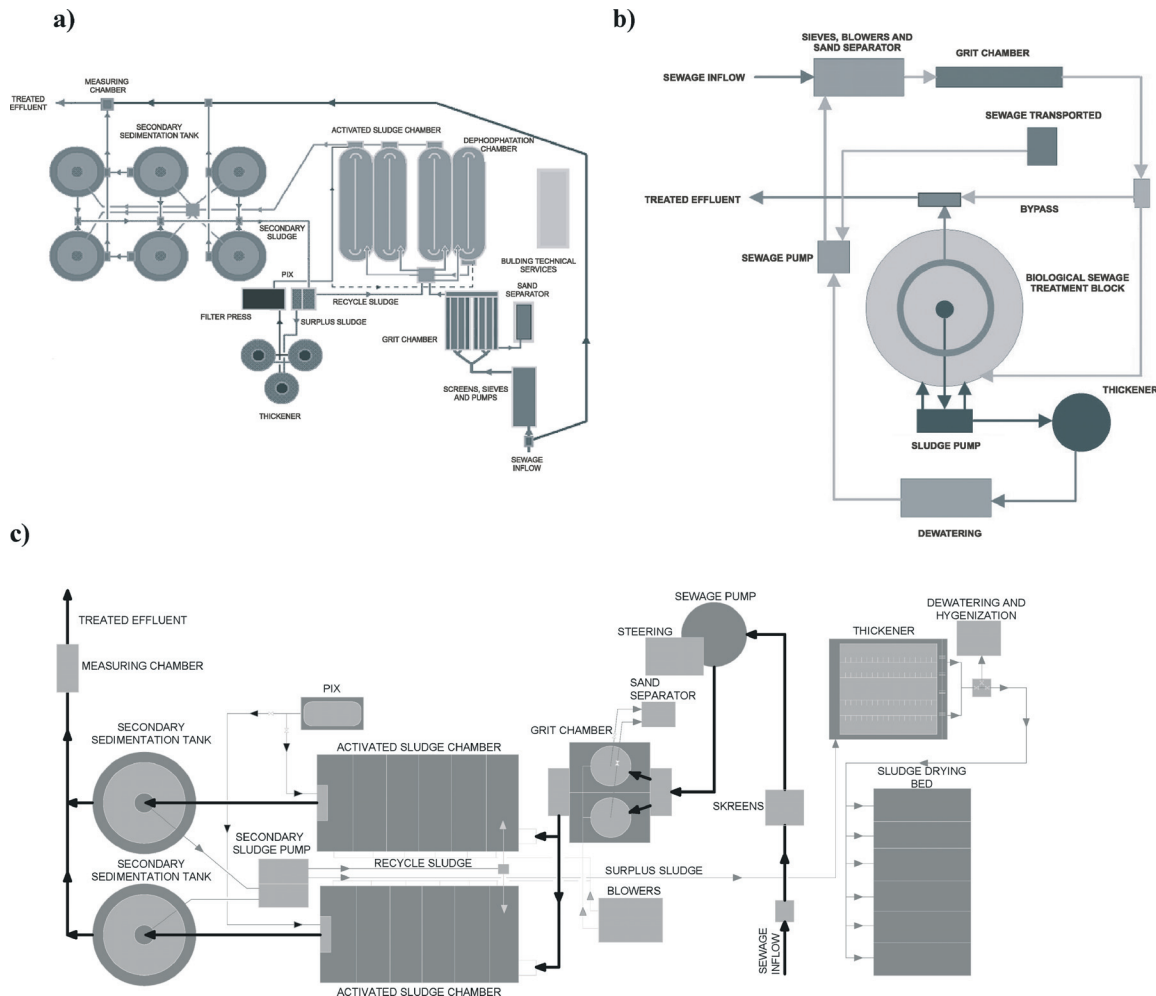 a)
MEASURING
CHAMBER
TREATED
EFFLUENT
SECONDARY
SEDIMENTATION TANK
ACTIVATED SLUDGE CHAMBER
DEPHODPHATATION
CHAMBER
SECONDARY
SLUDGE
BULDING TECHNICAL
SERVICES
PIX
RECYCLE SLUDGE
SAND
SEPARATOR
FILTER PRESS
SURPLUS SLUDGE
GRIT CHAMBER
THICKENER
SCREENS, SIEVES
AND PUMPS
SEWAGE
INFLOW
b)
SIEVES, BLOWERS AND
SAND SEPARATOR
GRIT CHAMBER
SEWAGE INFLOW
SEWAGE TRANSPORTED
TREATED EFFLUENT
BYPASS
SEWAGE PUMP
BIOLOGICAL SEWAGE
TREATMENT BLOCK
THICKENER
SLUDGE PUMP
DEWATERING
c)
TREATED EFFLUENT
MEASURING CHAMBER
SEWAGE PUMP
STEERING
DEWATERING AND
HYGENIZATION
THICKENER
PIX
SAND
SEPARATOR
SECONDARY
SEDIMENTATION TANK
ACTIVATED SLUDGE CHAMBER
GRIT CHAMBER
SKREENS
SLUDGE DRYING
BED
SECONDARY
SLUDGE PUMP
SECONDARY
SEDIMENTATION TANK
RECYCLE SLUDGE
SURPLUS SLUDGE
BLOWERS
SEWAGE
INFLOW
ACTIVATED SLUDGE CHAMBER